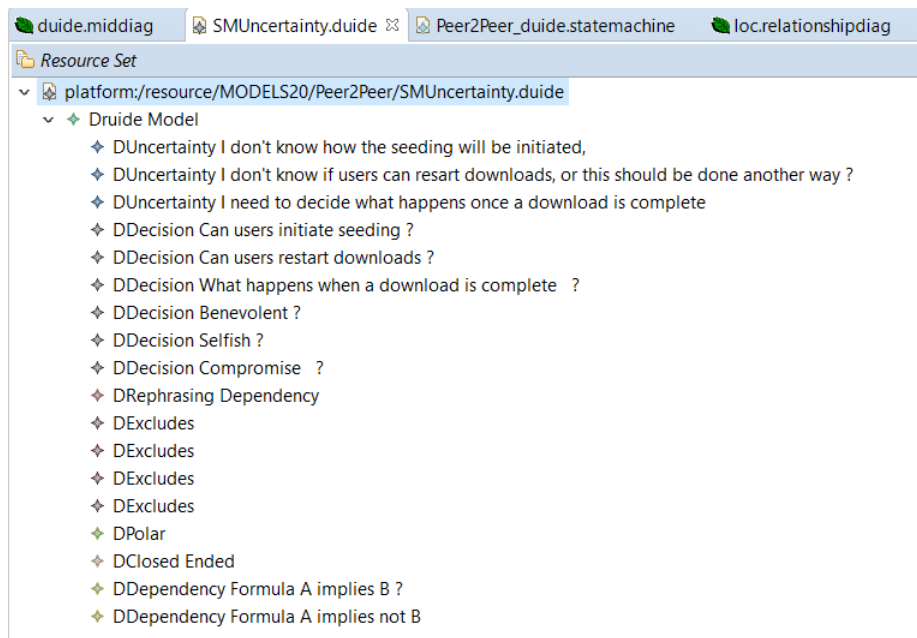 duide.middiag
SMUncertainty.duide
Peer2Peer_duide.statemachine
loc.relationshipdiag
Resource Set
platform:/resource/MODELS20/Peer2Peer/SMUncertainty.duide
Druide Model
DUncertainty I don't know how the seeding will be initiated,
DUncertainty I don't know if users can resart downloads, or this should be done another way ?
DUncertainty I need to decide what happens once a download is complete
DDecision Can users initiate seeding ?
DDecision Can users restart downloads ?
DDecision What happens when a download is complete ?
DDecision Benevolent ?
DDecision Selfish ?
DDecision Compromise ?
DRephrasing Dependency
DExcludes
DExcludes
DExcludes
DExcludes
DPolar
DClosed Ended
DDependency Formula A implies B ?
DDependency Formula A implies not B